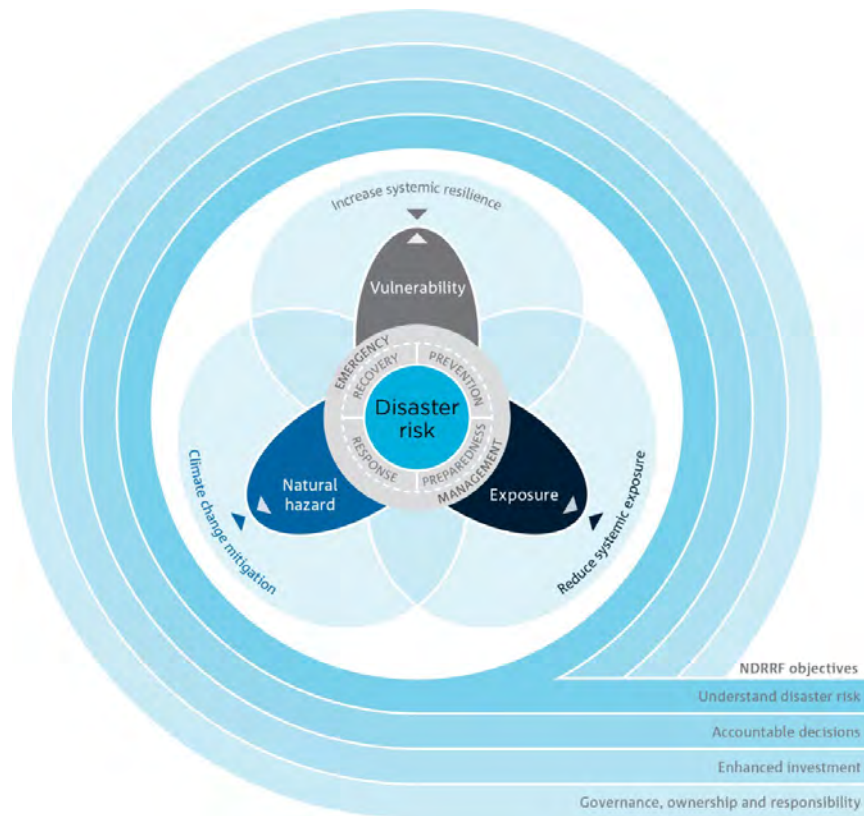 Increase systemic resilience
Vulnerability
EMERGENCY
RECOVERY
PREVENTION
Disaster
risk
RESPONSE
PREPAREDNESS
MANAGEMENT
Natural
hazard
Exposure
Climate change mitigation
Reduce systemic exposure
NDRRF objectives
Understand disaster risk
Accountable decisions
Enhanced investment
Governance, ownership and responsibility